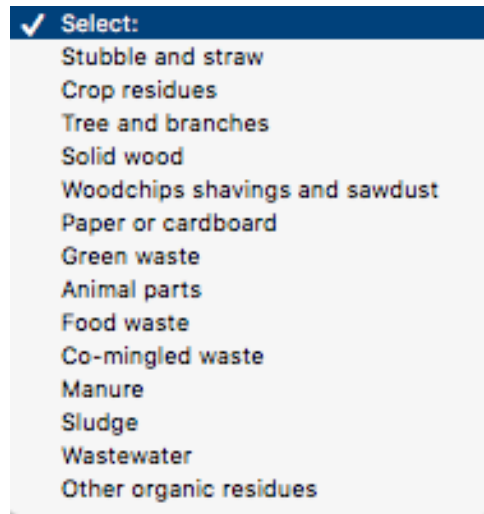 ✓ Select:
Stubble and straw
Crop residues
Tree and branches
Solid wood
Woodchips shavings and sawdust
Paper or cardboard
Green waste
Animal parts
Food waste
Co-mingled waste
Manure
Sludge
Wastewater
Other organic residues